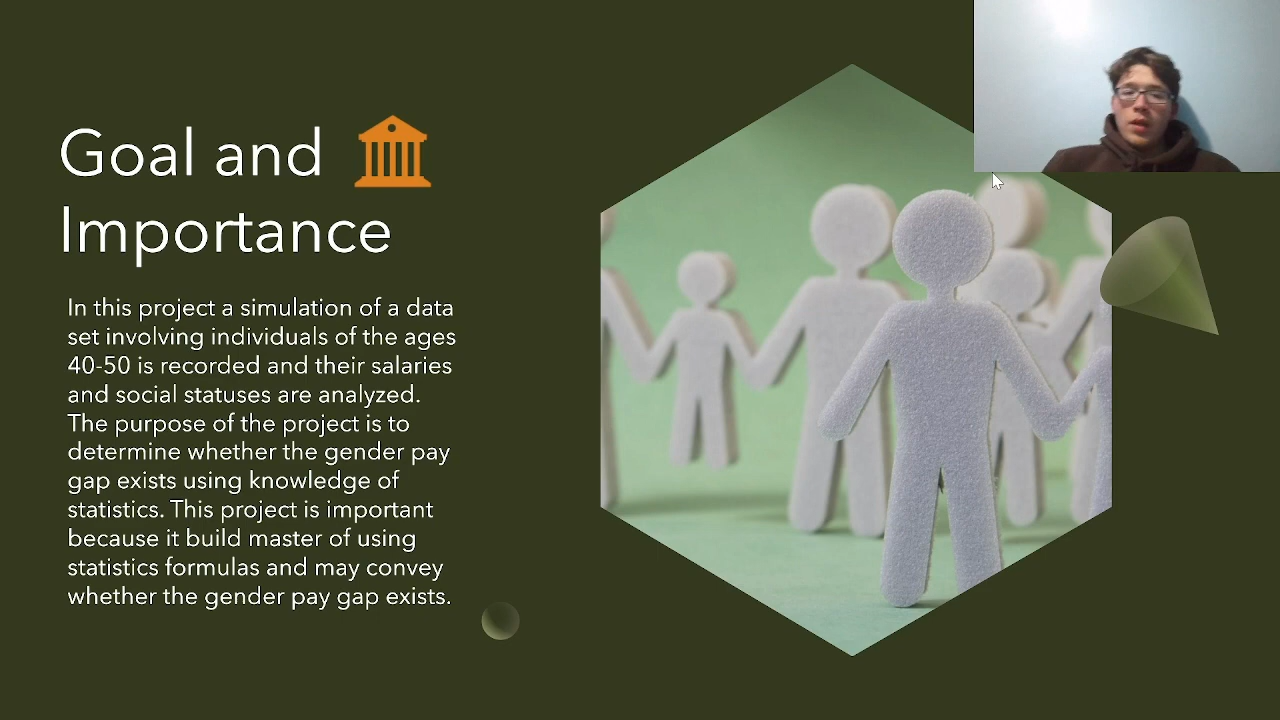 Goal and
Importance
In this project a simulation of a data
set involving individuals of the ages
40-50 is recorded and their salaries
and social statuses are analyzed.
The purpose of the project is to
determine whether the gender pay
gap exists using knowledge of
statistics. This project is important
because it build master of using
statistics formulas and may convey
whether the gender pay gap exists.